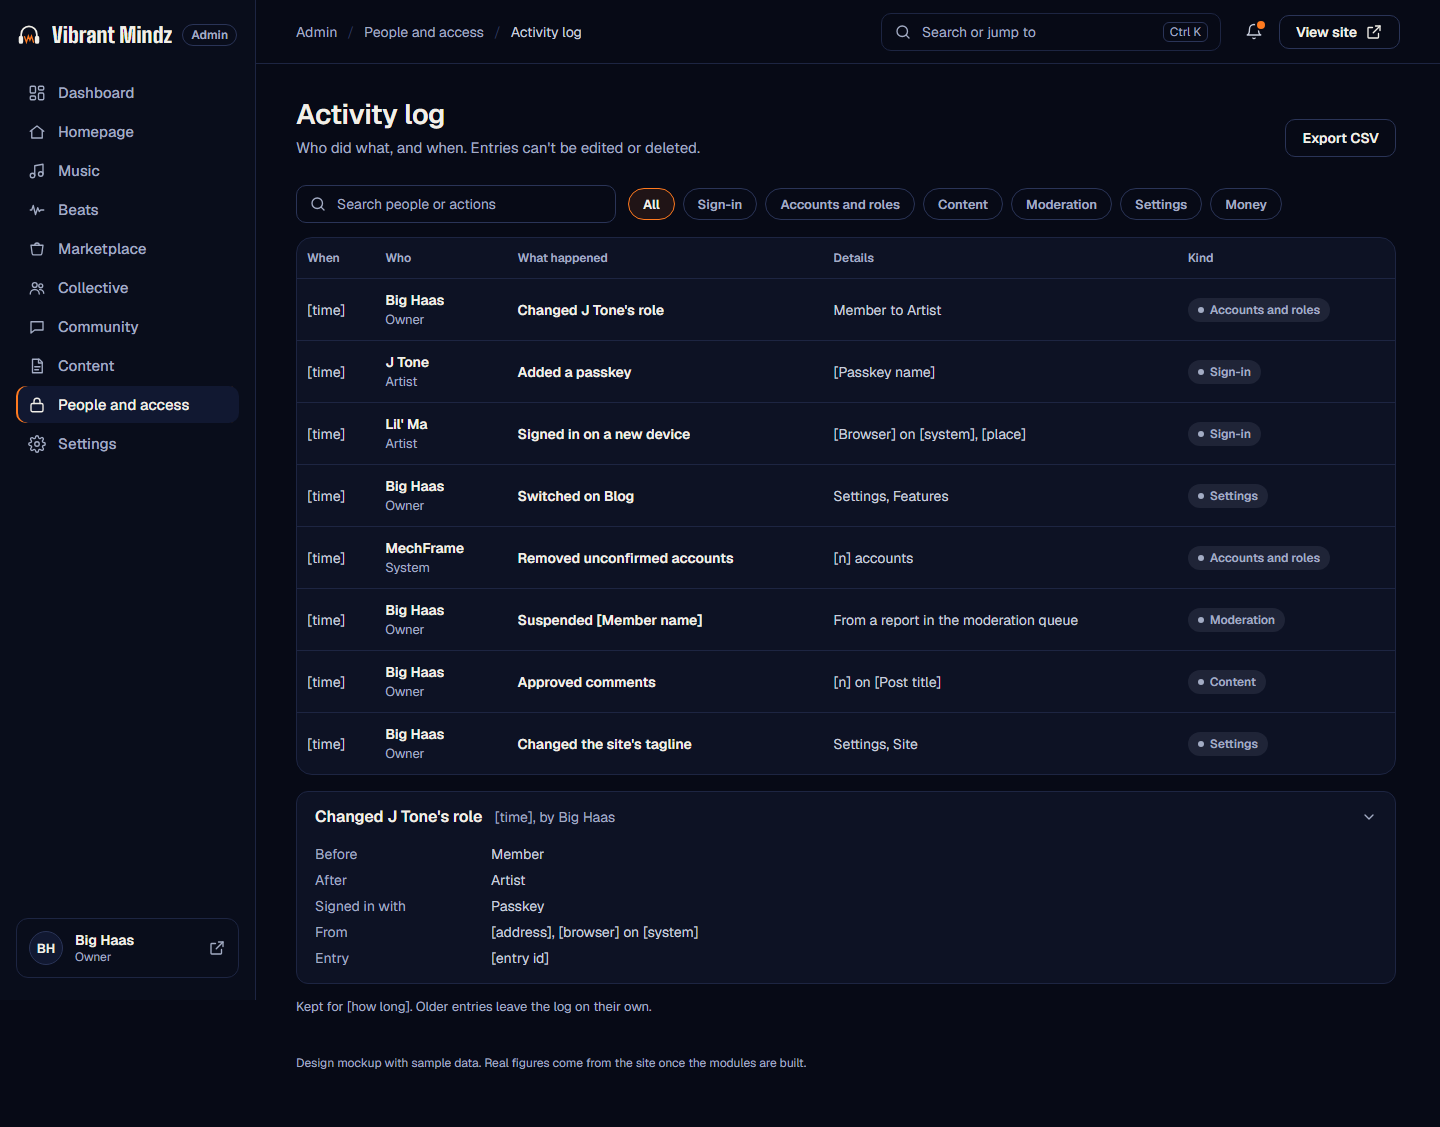 Vibrant Mindz
Admin
Admin / People and access / Activity log
Search or jump to
Ctrl K
View site
Dashboard
Homepage
Music
Beats
Marketplace
Collective
Community
Content
People and access
Settings
Activity log
Who did what, and when. Entries can't be edited or deleted.
Export CSV
Search people or actions
All
Sign-in
Accounts and roles
Content
Moderation
Settings
Money
When Who What happened Details Kind
[time] Big Haas Owner Changed J Tone's role Member to Artist Accounts and roles
[time] J Tone Artist Added a passkey [Passkey name] Sign-in
[time] Lil' Ma Artist Signed in on a new device [Browser] on [system], [place] Sign-in
[time] Big Haas Owner Switched on Blog Settings, Features Settings
[time] MechFrame System Removed unconfirmed accounts [n] accounts Accounts and roles
[time] Big Haas Owner Suspended [Member name] From a report in the moderation queue Moderation
[time] Big Haas Owner Approved comments [n] on [Post title] Content
[time] Big Haas Owner Changed the site's tagline Settings, Site Settings
Changed J Tone's role [time], by Big Haas
Before Member
After Artist
Signed in with Passkey
From [address], [browser] on [system]
Entry [entry id]
Kept for [how long]. Older entries leave the log on their own.
BH
Big Haas
Owner
Design mockup with sample data. Real figures come from the site once the modules are built.